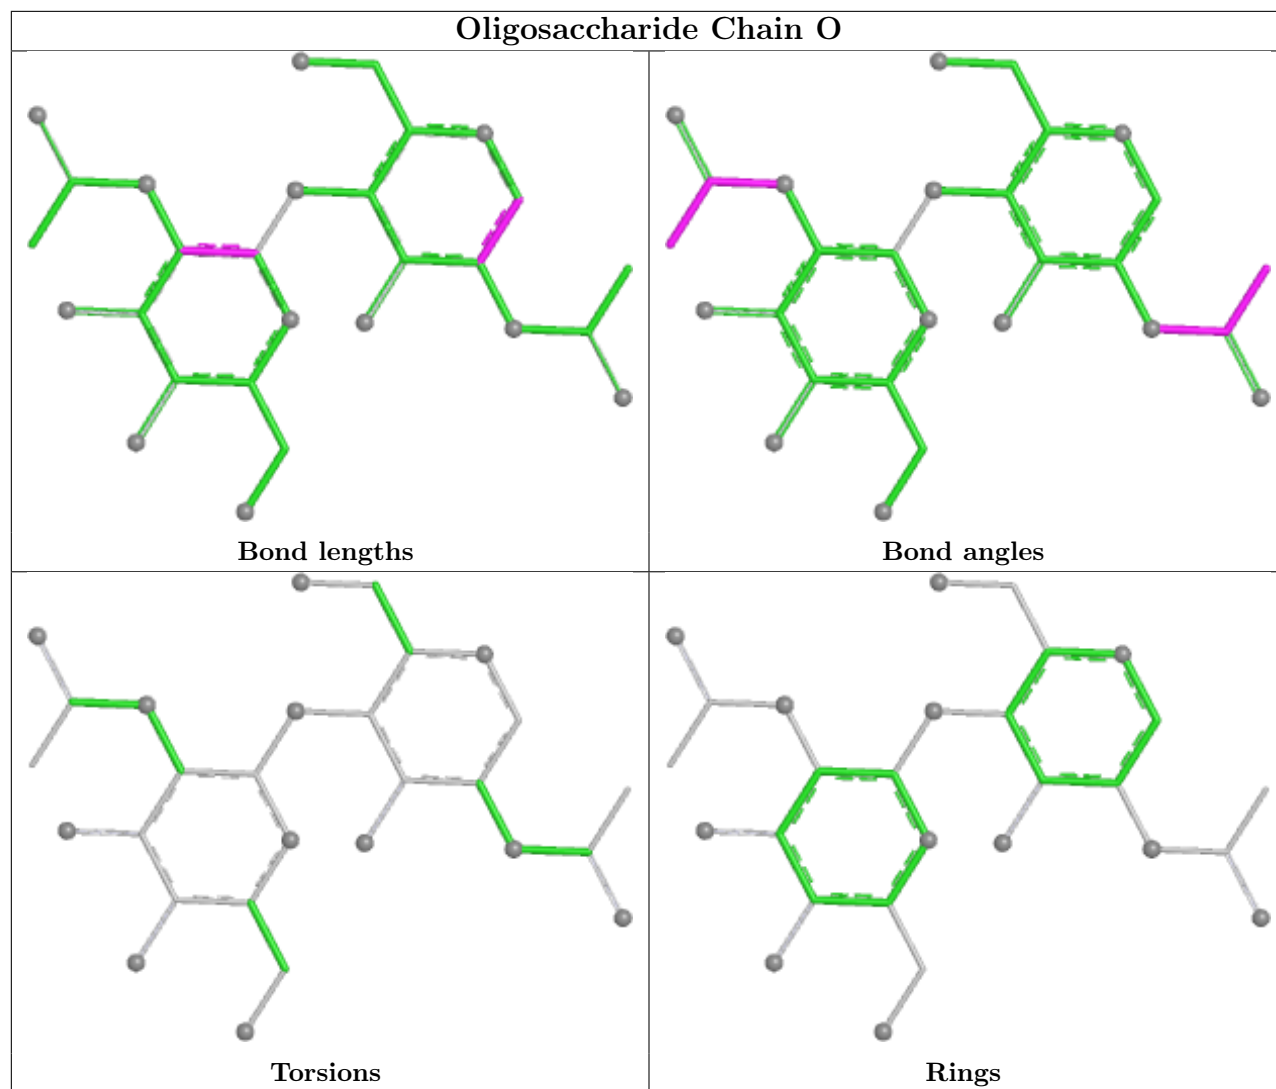 Oligosaccharide Chain O
Bond lengths
Bond angles
Torsions
Rings